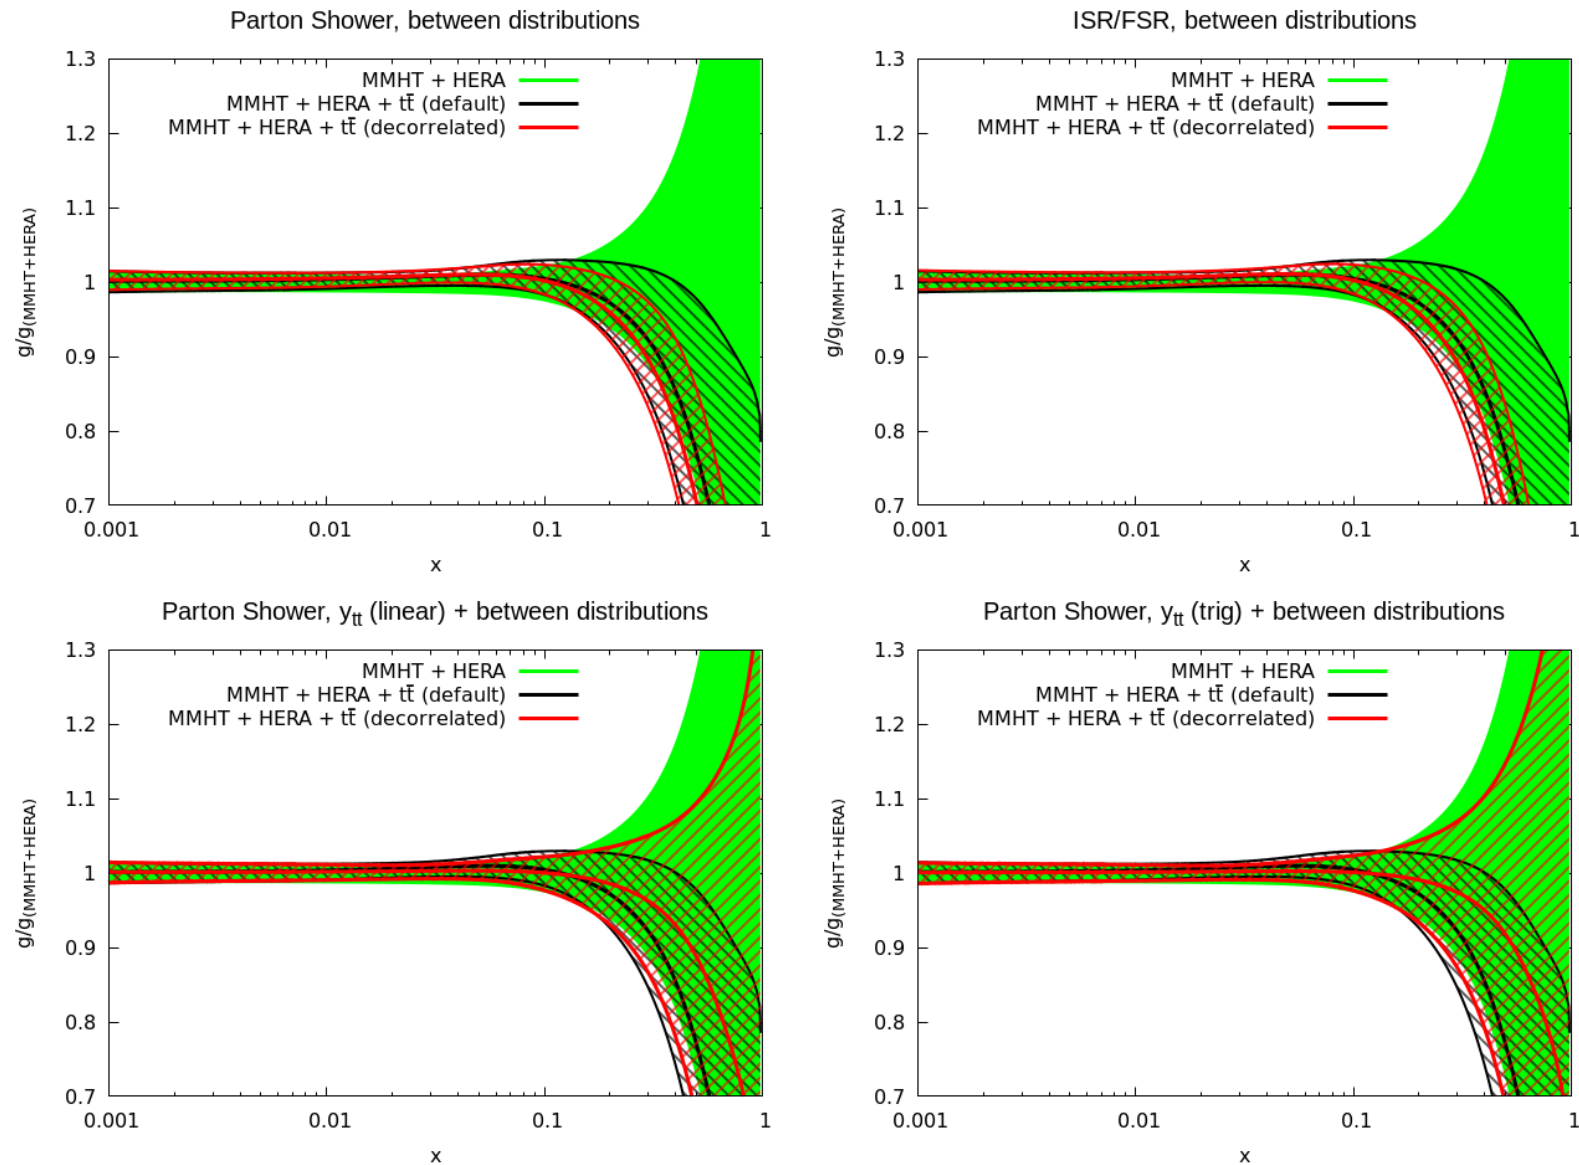 Parton Shower, between distributions
MMHT + HERA
MMHT + HERA + tt̄ (default)
MMHT + HERA + tt̄ (decorrelated)
1.3
1.2
1.1
1
0.9
0.8
0.7
g/g(MMHT+HERA)
0.001
0.01
0.1
1
x
ISR/FSR, between distributions
MMHT + HERA
MMHT + HERA + tt̄ (default)
MMHT + HERA + tt̄ (decorrelated)
1.3
1.2
1.1
1
0.9
0.8
0.7
g/g(MMHT+HERA)
0.001
0.01
0.1
1
x
Parton Shower, ytt (linear) + between distributions
MMHT + HERA
MMHT + HERA + tt̄ (default)
MMHT + HERA + tt̄ (decorrelated)
1.3
1.2
1.1
1
0.9
0.8
0.7
g/g(MMHT+HERA)
0.001
0.01
0.1
1
x
Parton Shower, ytt (trig) + between distributions
MMHT + HERA
MMHT + HERA + tt̄ (default)
MMHT + HERA + tt̄ (decorrelated)
1.3
1.2
1.1
1
0.9
0.8
0.7
g/g(MMHT+HERA)
0.001
0.01
0.1
1
x